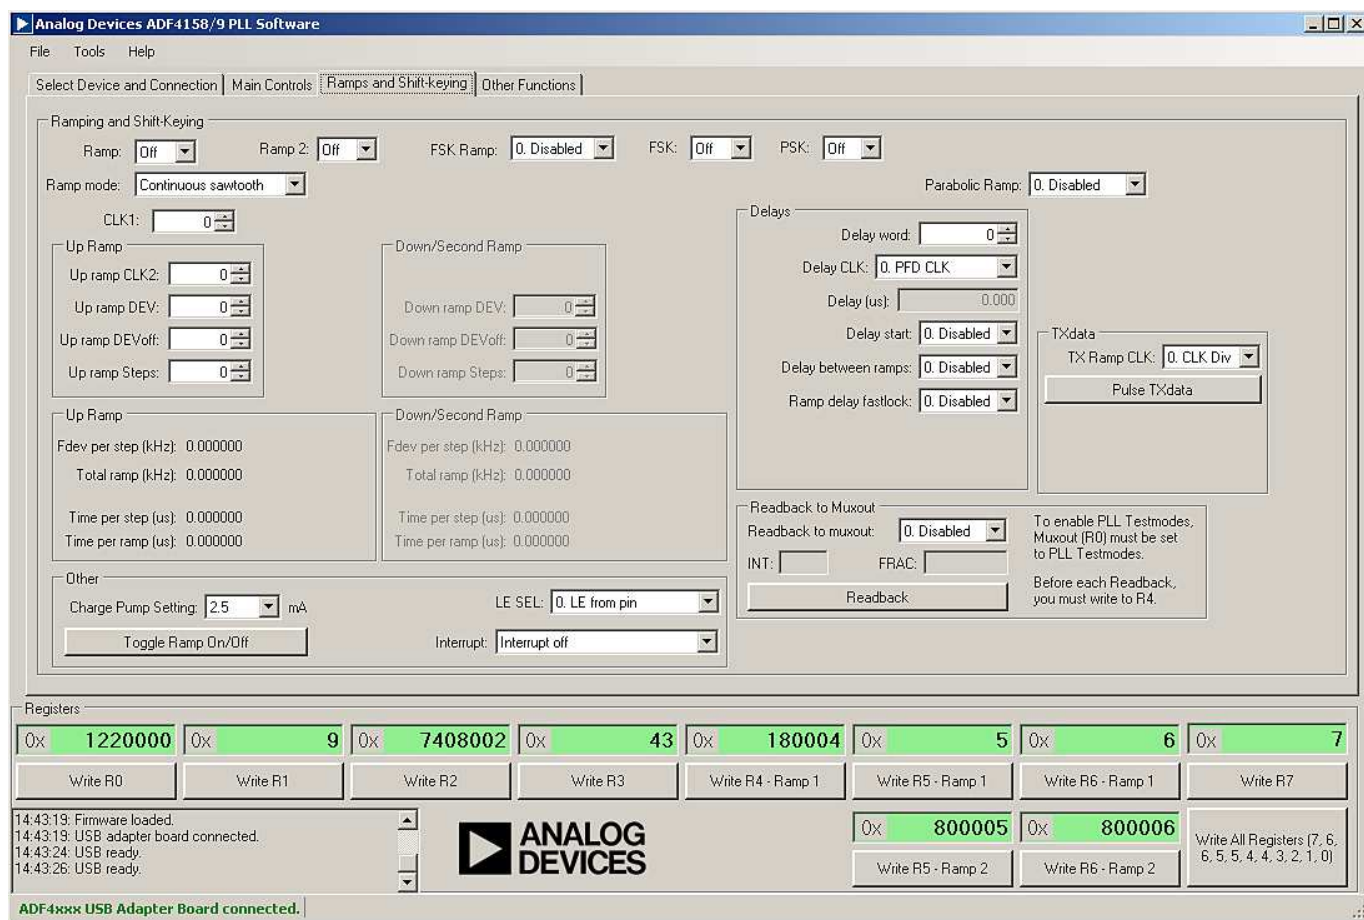 Analog Devices ADF4158/9 PLL Software
File Tools Help
Select Device and Connection Main Controls Ramps and Shift-keying Other Functions
Ramping and Shift-Keying
Ramp: Off Ramp 2: Off FSK Ramp: 0. Disabled FSK: Off PSK: Off
Ramp mode: Continuous sawtooth Parabolic Ramp: 0. Disabled
CLK1: 0
Up Ramp
Up ramp CLK2: 0
Up ramp DEV: 0
Up ramp DEVoff: 0
Up ramp Steps: 0
Down/Second Ramp
Down ramp DEV: 0
Down ramp DEVoff: 0
Down ramp Steps: 0
Up Ramp
Fdev per step (kHz): 0.000000
Total ramp (kHz): 0.000000
Time per step (us): 0.000000
Time per ramp (us): 0.000000
Down/Second Ramp
Fdev per step (kHz): 0.000000
Total ramp (kHz): 0.000000
Time per step (us): 0.000000
Time per ramp (us): 0.000000
Delays
Delay word: 0
Delay CLK: 0. PFD CLK
Delay (us): 0.000
Delay start: 0. Disabled
Delay between ramps: 0. Disabled
Ramp delay fastlock: 0. Disabled
TXdata
TX Ramp CLK: 0. CLK Div
Pulse TXdata
Other
Charge Pump Setting: 2.5 mA
LE SEL: 0. LE from pin
Toggle Ramp On/Off
Interrupt: Interrupt off
Readback to Muxout
Readback to muxout: 0. Disabled
INT: FRAC:
Readback
To enable PLL Testmodes,
Muxout (R0) must be set
to PLL Testmodes.
Before each Readback,
you must write to R4.
Registers
0x 1220000 0x 9 0x 7408002 0x 43 0x 180004 0x 5 0x 6 0x 7
Write R0 Write R1 Write R2 Write R3 Write R4 - Ramp 1 Write R5 - Ramp 1 Write R6 - Ramp 1 Write R7
14:43:19: Firmware loaded.
14:43:19: USB adapter board connected.
14:43:24: USB ready.
14:43:26: USB ready.
ANALOG
DEVICES
0x 800005 0x 800006
Write R5 - Ramp 2 Write R6 - Ramp 2
Write All Registers (7, 6,
6, 5, 5, 4, 4, 3, 2, 1, 0)
ADF4xxx USB Adapter Board connected.